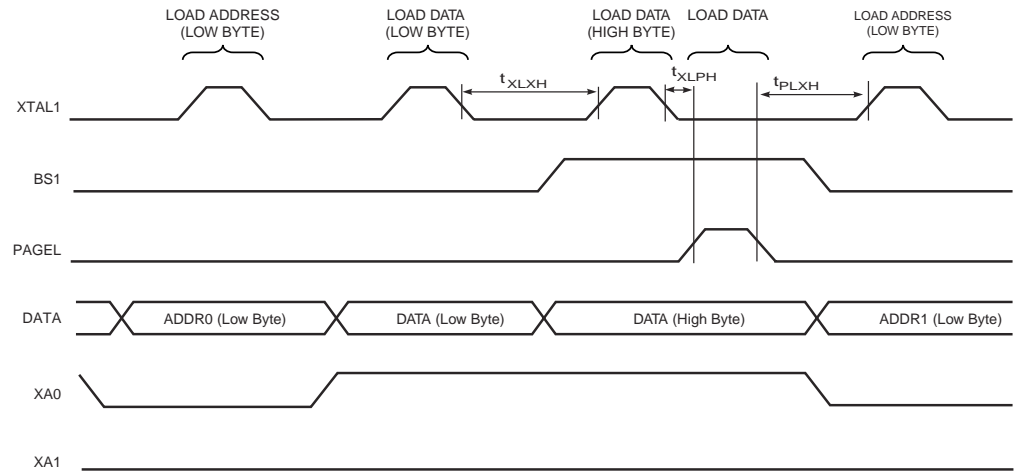 LOAD ADDRESS
(LOW BYTE)
LOAD DATA
(LOW BYTE)
LOAD DATA
(HIGH BYTE)
LOAD DATA
LOAD ADDRESS
(LOW BYTE)
tXLXH
tXLPH
tPLXH
XTAL1
BS1
PAGEL
DATA
ADDR0 (Low Byte)
DATA (Low Byte)
DATA (High Byte)
ADDR1 (Low Byte)
XA0
XA1